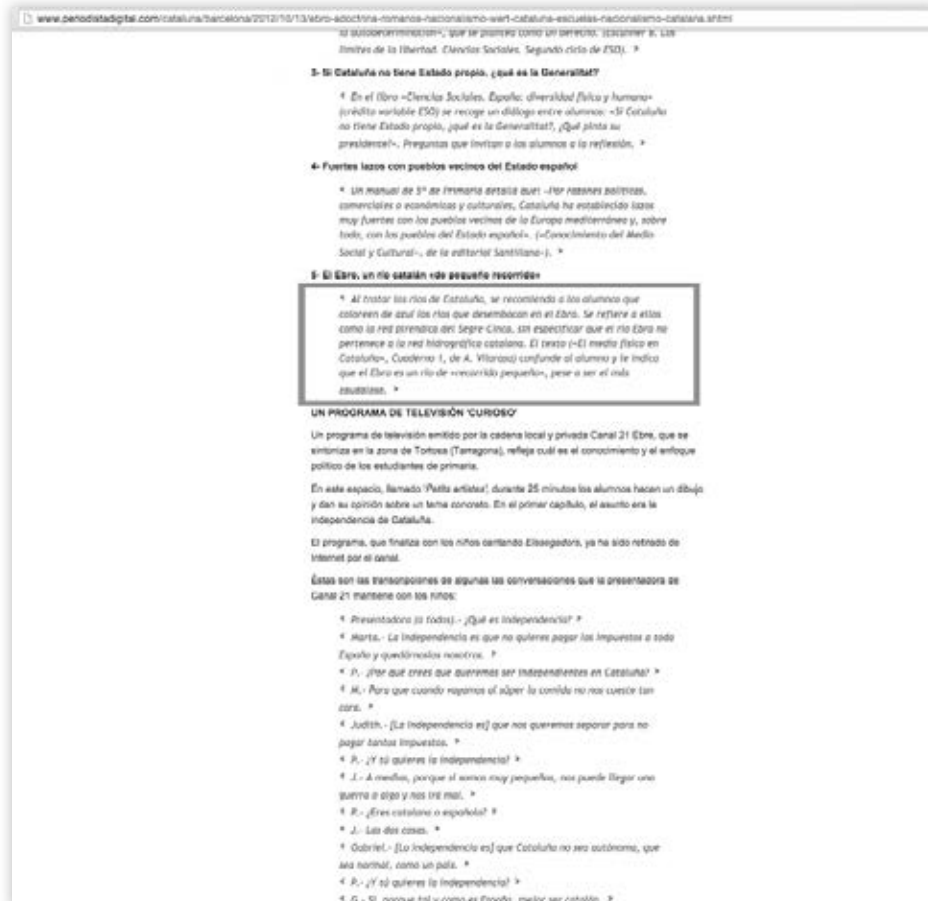 www.periodistadigital.com/cataluna/barcelona/2012/10/13/ebro-adoctrina-romanos-nacionalismo-wert-cataluna-escuelas-nacionalismo-catalana.shtml
la autodeterminación», que se plantea como un derecho. (Escánner 8. Los
límites de la libertad. Ciencias Sociales. Segundo ciclo de ESO). »
3- Si Cataluña no tiene Estado propio, ¿qué es la Generalitat?
« En el libro «Ciencias Sociales. España: diversidad física y humana»
(crédito variable ESO) se recoge un diálogo entre alumnos: «Si Cataluña
no tiene Estado propio, ¿qué es la Generalitat?, ¿Qué pinta su
presidente?». Preguntas que invitan a los alumnos a la reflexión. »
4- Fuertes lazos con pueblos vecinos del Estado español
« Un manual de 5º de Primaria detalla que: «Por razones políticas,
comerciales o económicas y culturales, Cataluña ha establecido lazos
muy fuertes con los pueblos vecinos de la Europa mediterránea y, sobre
todo, con los pueblos del Estado español». («Conocimiento del Medio
Social y Cultural», de la editorial Santillana»). »
5- El Ebro, un río catalán «de pequeño recorrido»
« Al tratar los ríos de Cataluña, se recomienda a los alumnos que
coloreen de azul los ríos que desembocan en el Ebro. Se refiere a ellos
como la red pirenaica del Segre-Cinca, sin especificar que el río Ebro no
pertenece a la red hidrográfica catalana. El texto («El medio físico en
Cataluña», Cuaderno 1, de A. Vilarasa) confunde al alumno y le indica
que el Ebro es un río de «recorrido pequeño», pese a ser el más
caudaloso. »
UN PROGRAMA DE TELEVISIÓN 'CURIOSO'
Un programa de televisión emitido por la cadena local y privada Canal 21 Ebre, que se
sintoniza en la zona de Tortosa (Tarragona), refleja cuál es el conocimiento y el enfoque
político de los estudiantes de primaria.
En este espacio, llamado 'Petits artistes', durante 25 minutos los alumnos hacen un dibujo
y dan su opinión sobre un tema concreto. En el primer capítulo, el asunto era la
independencia de Cataluña.
El programa, que finaliza con los niños cantando Elssegadors, ya ha sido retirado de
Internet por el canal.
Éstas son las transcripciones de algunas las conversaciones que la presentadora de
Canal 21 mantiene con los niños:
« Presentadora (a todos).- ¿Qué es independencia? »
« Marta.- La independencia es que no quieres pagar los impuestos a toda
España y quedárnoslos nosotros. »
« P.- ¿Por qué crees que queremos ser independientes en Cataluña? »
« M.- Para que cuando vayamos al súper la comida no nos cueste tan
cara. »
« Judith.- [La independencia es] que nos queremos separar para no
pagar tantos impuestos. »
« P.- ¿Y tú quieres la independencia? »
« J.- A medias, porque si somos muy pequeños, nos puede llegar una
guerra o algo y nos irá mal. »
« P.- ¿Eres catalana o española? »
« J.- Las dos cosas. »
« Gabriel.- [La independencia es] que Cataluña no sea autónoma, que
sea normal, como un país. »
« P.- ¿Y tú quieres la independencia? »
« G.- Sí, porque tal y como es España, mejor ser catalán. »